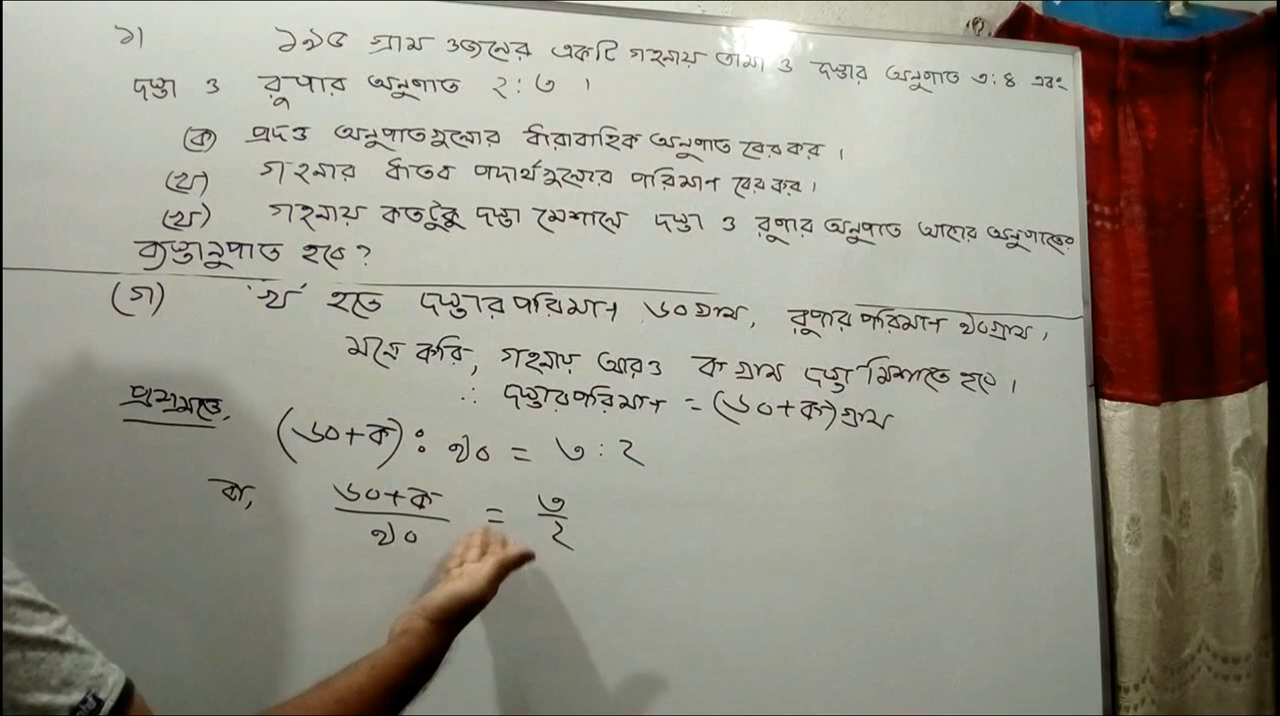 ১। ১৯৫ গ্রাম ওজনের একটি গহনায় তামা ও দস্তার অনুপাত ৩:৪ এবং
দস্তা ও রুপার অনুপাত ২:৩ ।
(ক) প্রদত্ত অনুপাতগুলোর ধারাবাহিক অনুপাত বের কর ।
(খ) গহনার ধাতব পদার্থগুলোর পরিমাণ বের কর ।
(গ) গহনায় কতটুকু দস্তা মেশালে দস্তা ও রুপার অনুপাত আগের অনুপাতের
ব্যস্তানুপাত হবে ?
(গ) 'খ' হতে দস্তার পরিমাণ ৬০ গ্রাম, রুপার পরিমাণ ৯০ গ্রাম ।
মনে করি, গহনায় আরও ক গ্রাম দস্তা মিশাতে হবে ।
∴ দস্তার পরিমাণ = (৬০+ক) গ্রাম
প্রশ্নমতে, (৬০+ক) : ৯০ = ৩ : ২
বা, ৬০+ক/৯০ = ৩/২